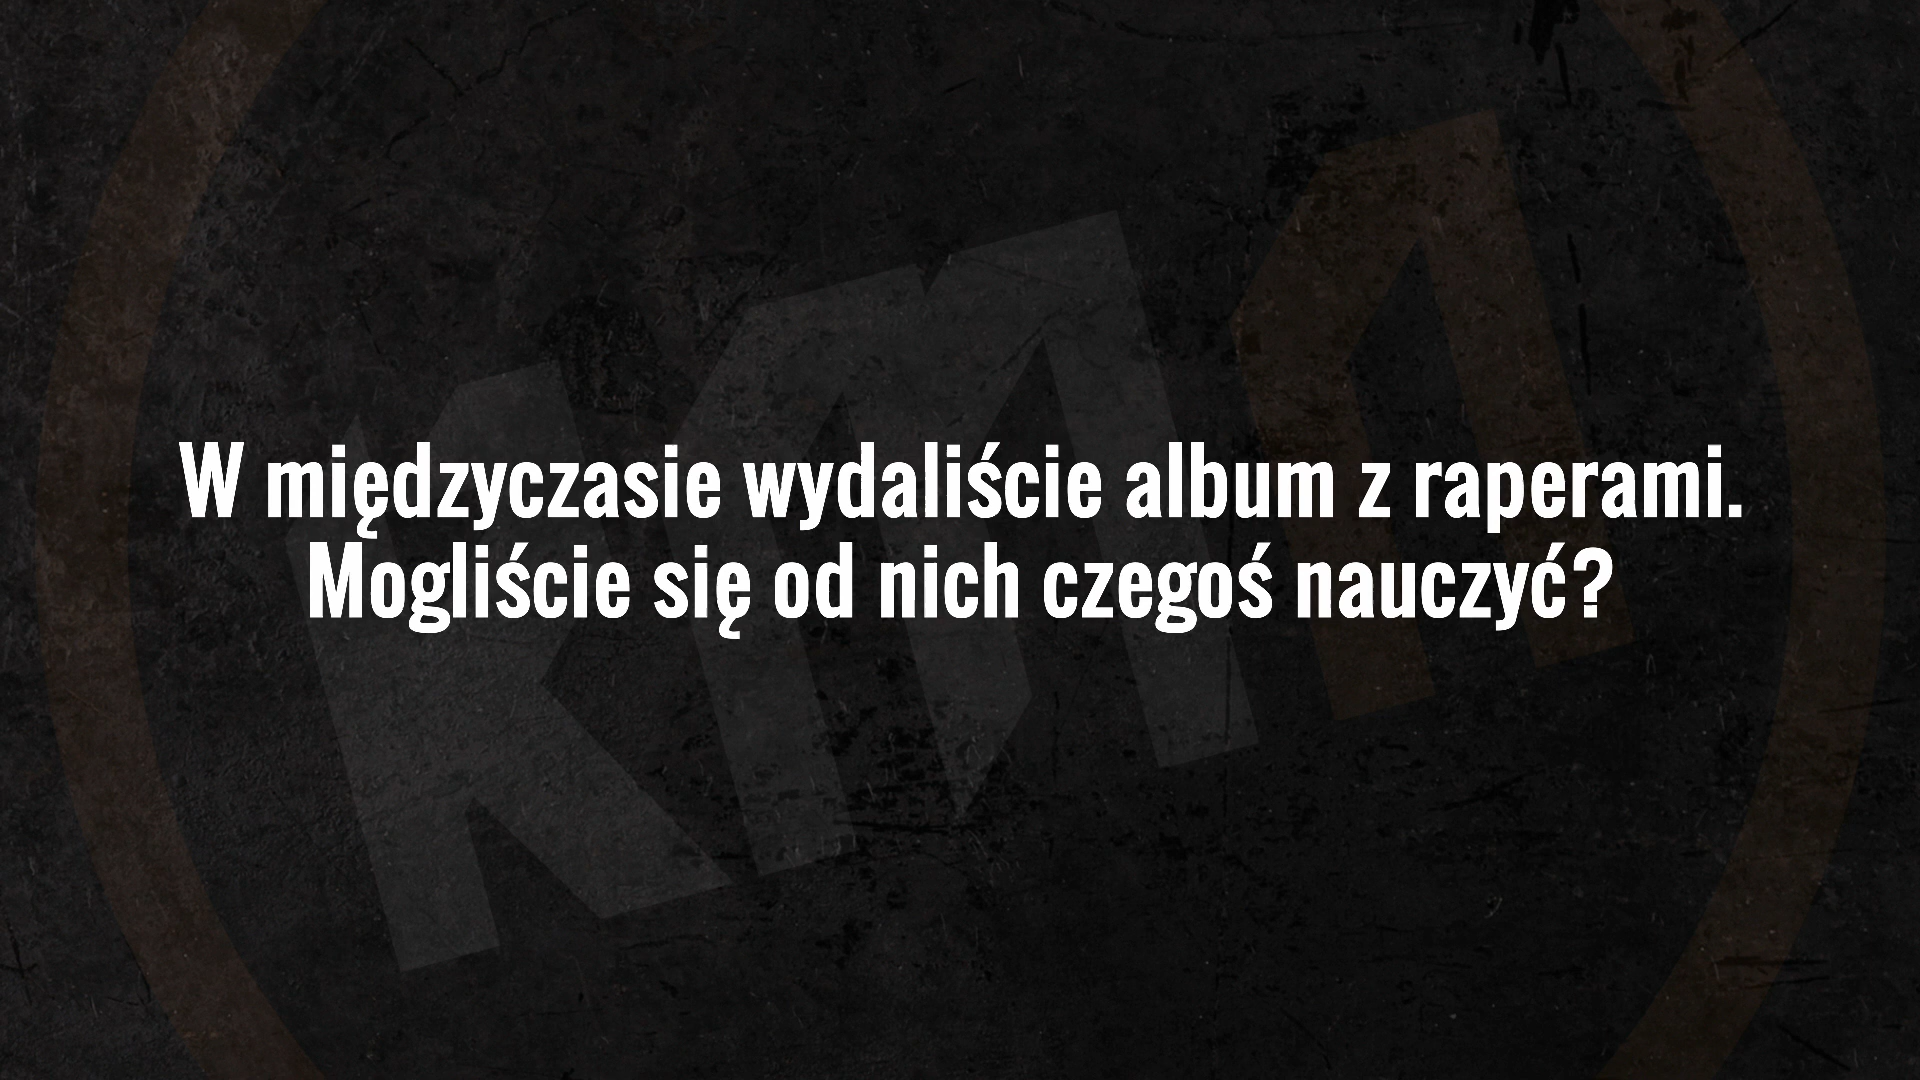 W międzyczasie wydaliście album z raperami.
Mogliście się od nich czegoś nauczyć?